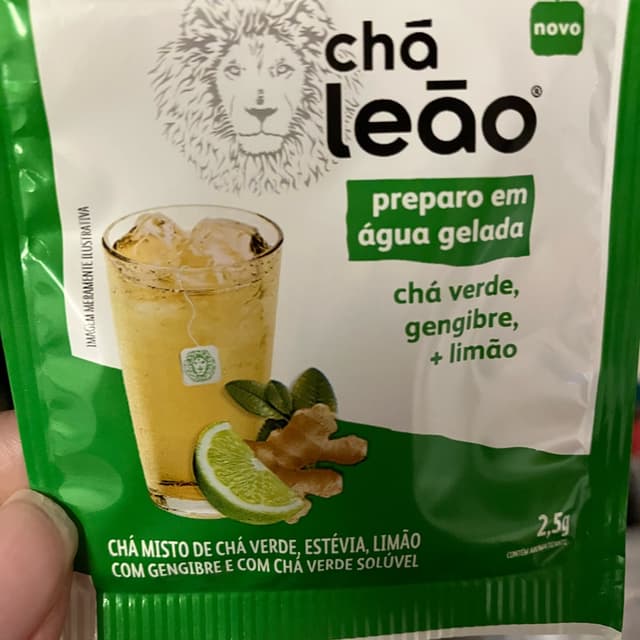 novo
chá
leão®
preparo em
água gelada
chá verde,
gengibre,
+ limão
IMAGEM MERAMENTE ILUSTRATIVA
CHÁ MISTO DE CHÁ VERDE, ESTÉVIA, LIMÃO
COM GENGIBRE E COM CHÁ VERDE SOLÚVEL
2,5g
CONTÉM